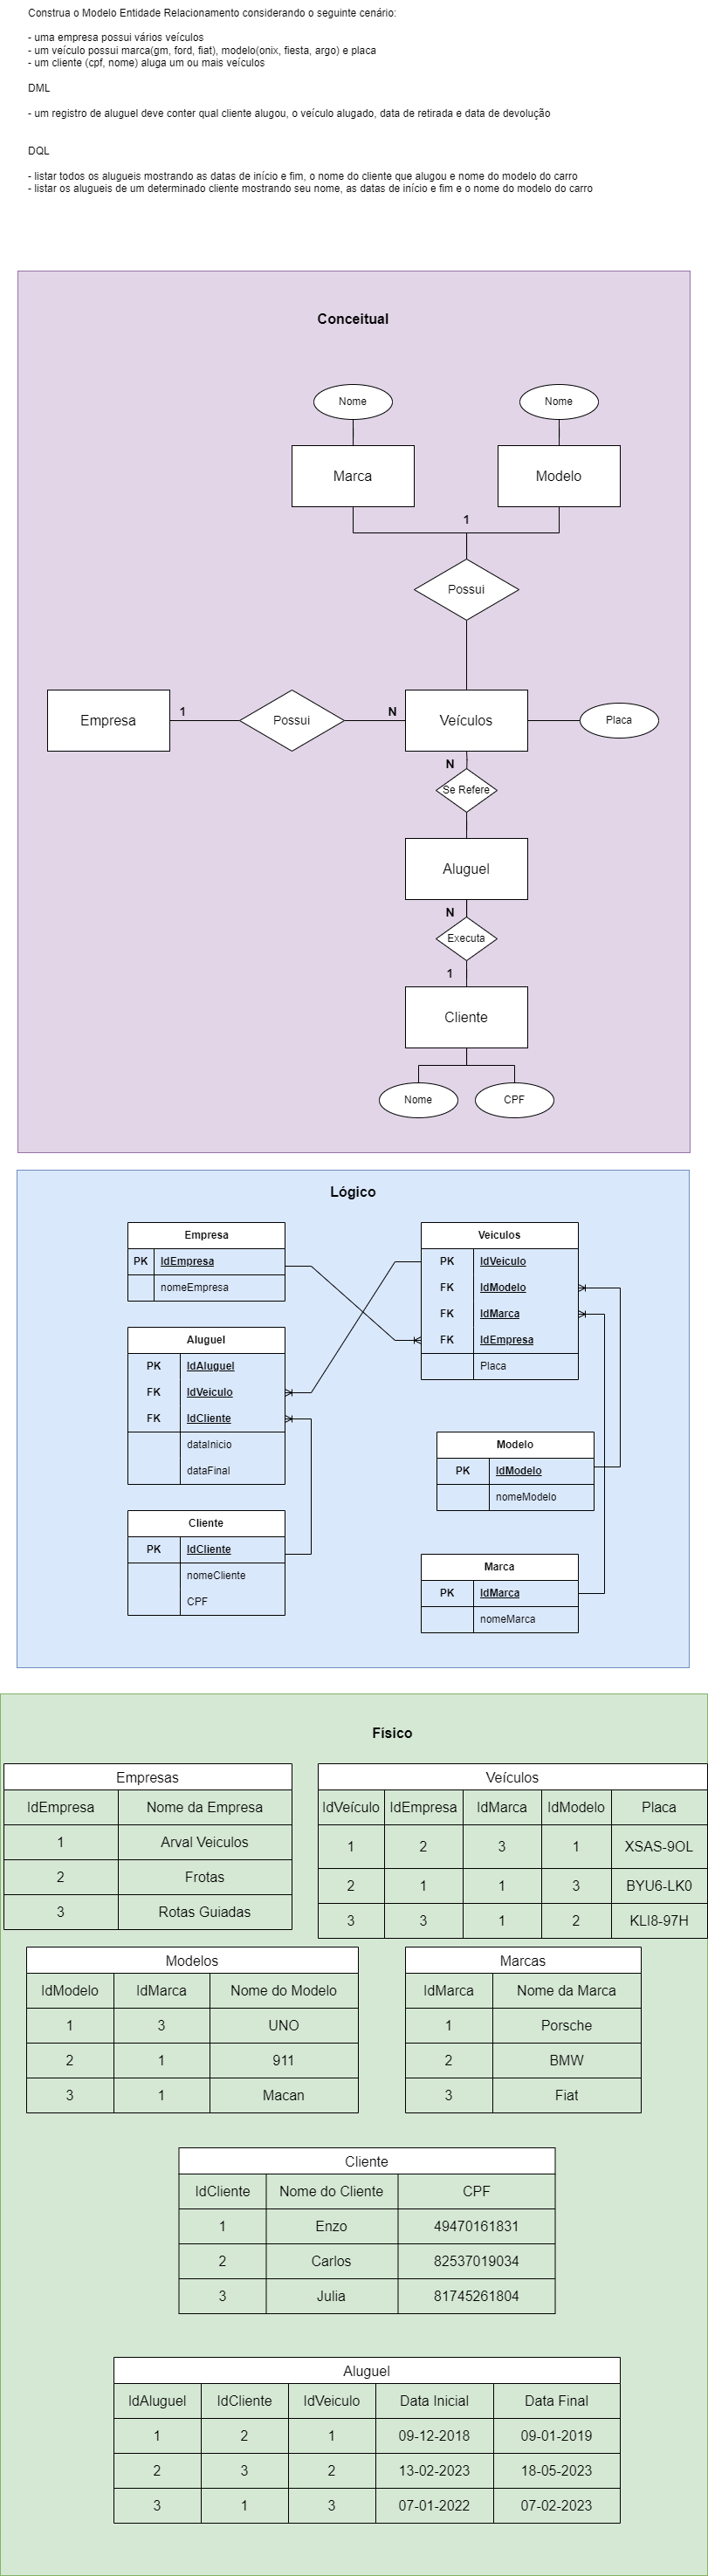 Construa o Modelo Entidade Relacionamento considerando o seguinte cenário:
- uma empresa possui vários veículos
- um veículo possui marca(gm, ford, fiat), modelo(onix, fiesta, argo) e placa
- um cliente (cpf, nome) aluga um ou mais veículos
DML
- um registro de aluguel deve conter qual cliente alugou, o veículo alugado, data de retirada e data de devolução
DQL
- listar todos os alugueis mostrando as datas de início e fim, o nome do cliente que alugou e nome do modelo do carro
- listar os alugueis de um determinado cliente mostrando seu nome, as datas de início e fim e o nome do modelo do carro
Conceitual
Nome Nome
Marca Modelo
1
Possui
Empresa 1 Possui N Veículos Placa
N
Se Refere
Aluguel
N
Executa
1
Cliente
Nome CPF
Lógico
Empresa
PK IdEmpresa
nomeEmpresa
Veiculos
PK IdVeiculo
FK IdModelo
FK IdMarca
FK IdEmpresa
Placa
Aluguel
PK IdAluguel
FK IdVeiculo
FK IdCliente
dataInicio
dataFinal
Modelo
PK IdModelo
nomeModelo
Cliente
PK IdCliente
nomeCliente
CPF
Marca
PK IdMarca
nomeMarca
Físico
Empresas
IdEmpresa Nome da Empresa
1 Arval Veiculos
2 Frotas
3 Rotas Guiadas
Veículos
IdVeículo IdEmpresa IdMarca IdModelo Placa
1 2 3 1 XSAS-9OL
2 1 1 3 BYU6-LK0
3 3 1 2 KLI8-97H
Modelos
IdModelo IdMarca Nome do Modelo
1 3 UNO
2 1 911
3 1 Macan
Marcas
IdMarca Nome da Marca
1 Porsche
2 BMW
3 Fiat
Cliente
IdCliente Nome do Cliente CPF
1 Enzo 49470161831
2 Carlos 82537019034
3 Julia 81745261804
Aluguel
IdAluguel IdCliente IdVeiculo Data Inicial Data Final
1 2 1 09-12-2018 09-01-2019
2 3 2 13-02-2023 18-05-2023
3 1 3 07-01-2022 07-02-2023